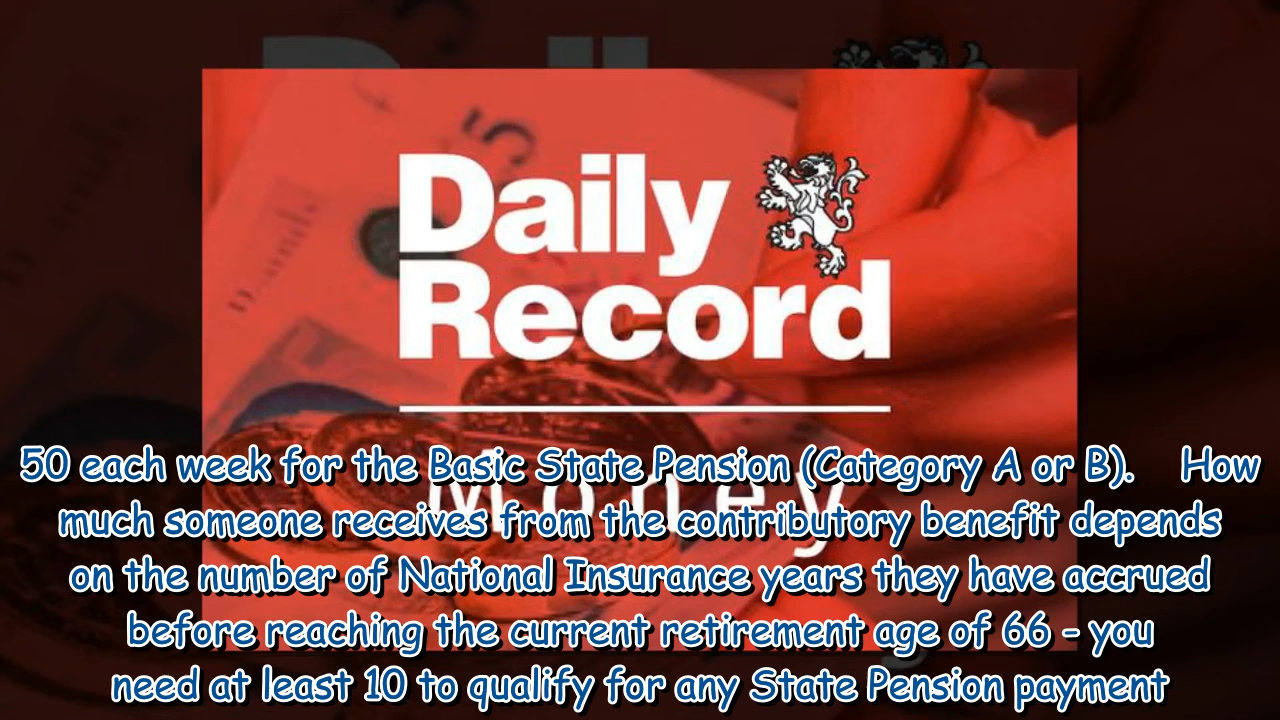 Daily
Record
Money
50 each week for the Basic State Pension (Category A or B). How
much someone receives from the contributory benefit depends
on the number of National Insurance years they have accrued
before reaching the current retirement age of 66 - you
need at least 10 to qualify for any State Pension payment